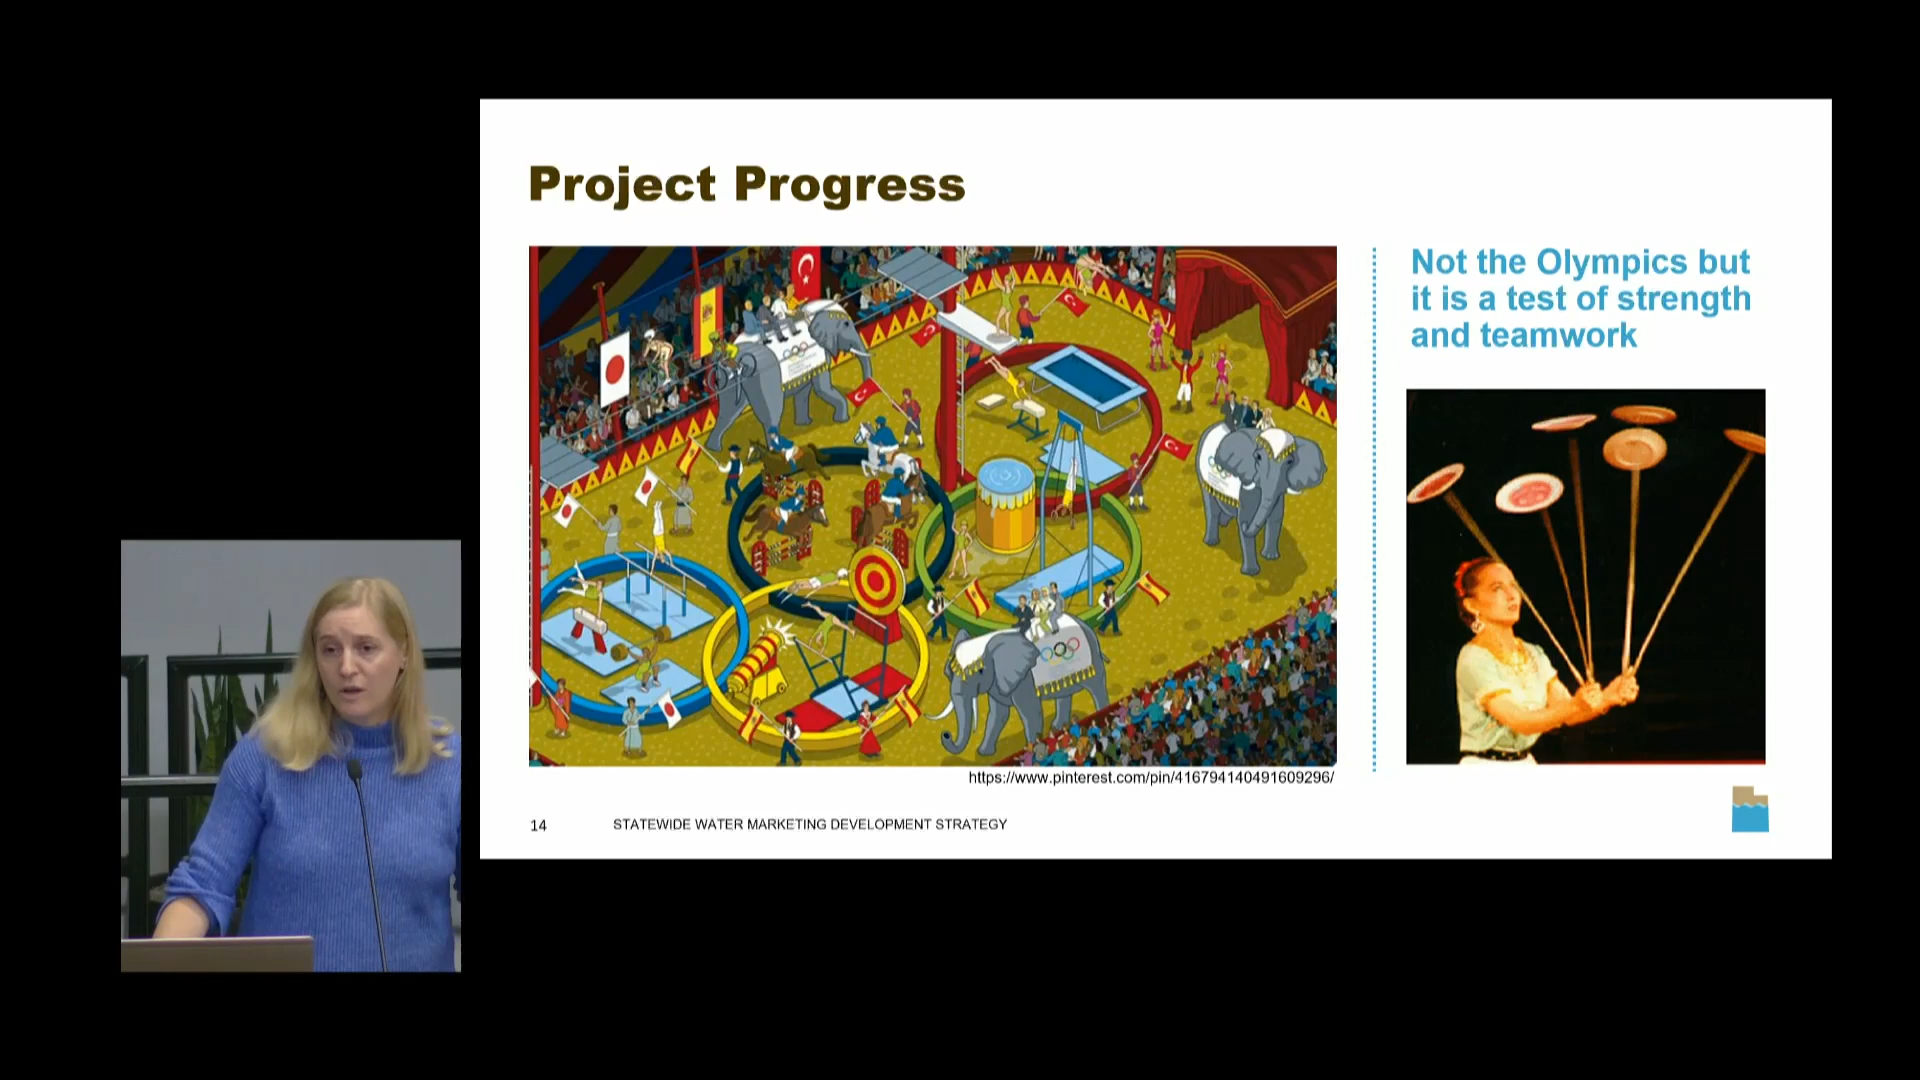 Project Progress
Not the Olympics but
it is a test of strength
and teamwork
https://www.pinterest.com/pin/416794140491609296/
14
STATEWIDE WATER MARKETING DEVELOPMENT STRATEGY